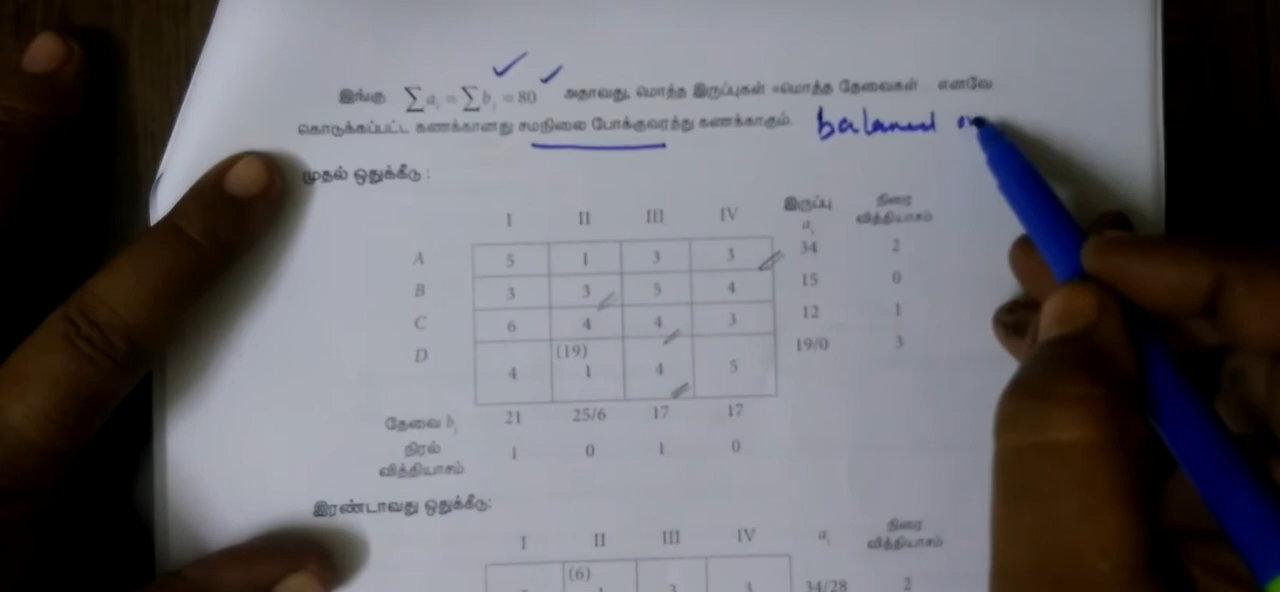 இங்கு ∑ aᵢ = ∑ bⱼ = 80 அதாவது, மொத்த இருப்புகள் =மொத்த தேவைகள் எனவே
கொடுக்கப்பட்ட கணக்கானது சமநிலை போக்குவரத்து கணக்காகும். balanced
முதல் ஒதுக்கீடு :
I II III IV இருப்பு aᵢ நிரை வித்தியாசம்
A 5 1 3 3 34 2
B 3 3 5 4 15 0
C 6 4 4 3 12 1
D 4 (19) 1 4 5 19/0 3
தேவை bⱼ 21 25/6 17 17
நிரல் வித்தியாசம் 1 0 1 0
இரண்டாவது ஒதுக்கீடு:
I II III IV aᵢ நிரை வித்தியாசம்
(6) 34/28 2